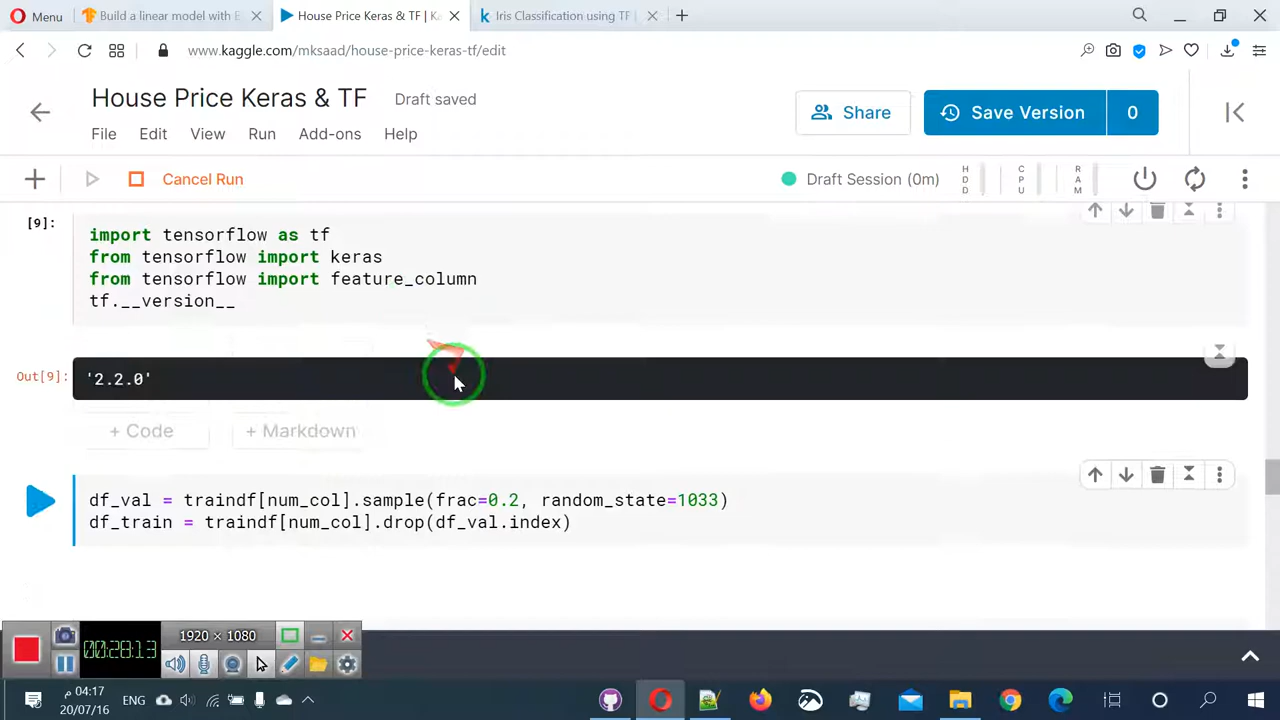 Menu
Build a linear model with E
House Price Keras & TF | Ka
Iris Classification using TF |
www.kaggle.com/mksaad/house-price-keras-tf/edit
House Price Keras & TF
Draft saved
File Edit View Run Add-ons Help
Share
Save Version
0
Cancel Run
Draft Session (0m)
HDD
CPU
RAM
[9]:
import tensorflow as tf
from tensorflow import keras
from tensorflow import feature_column
tf.__version__
Out[9]:
'2.2.0'
+ Code
+ Markdown
df_val = traindf[num_col].sample(frac=0.2, random_state=1033)
df_train = traindf[num_col].drop(df_val.index)
00:28:13
1920 × 1080
04:17 م
20/07/16
ENG